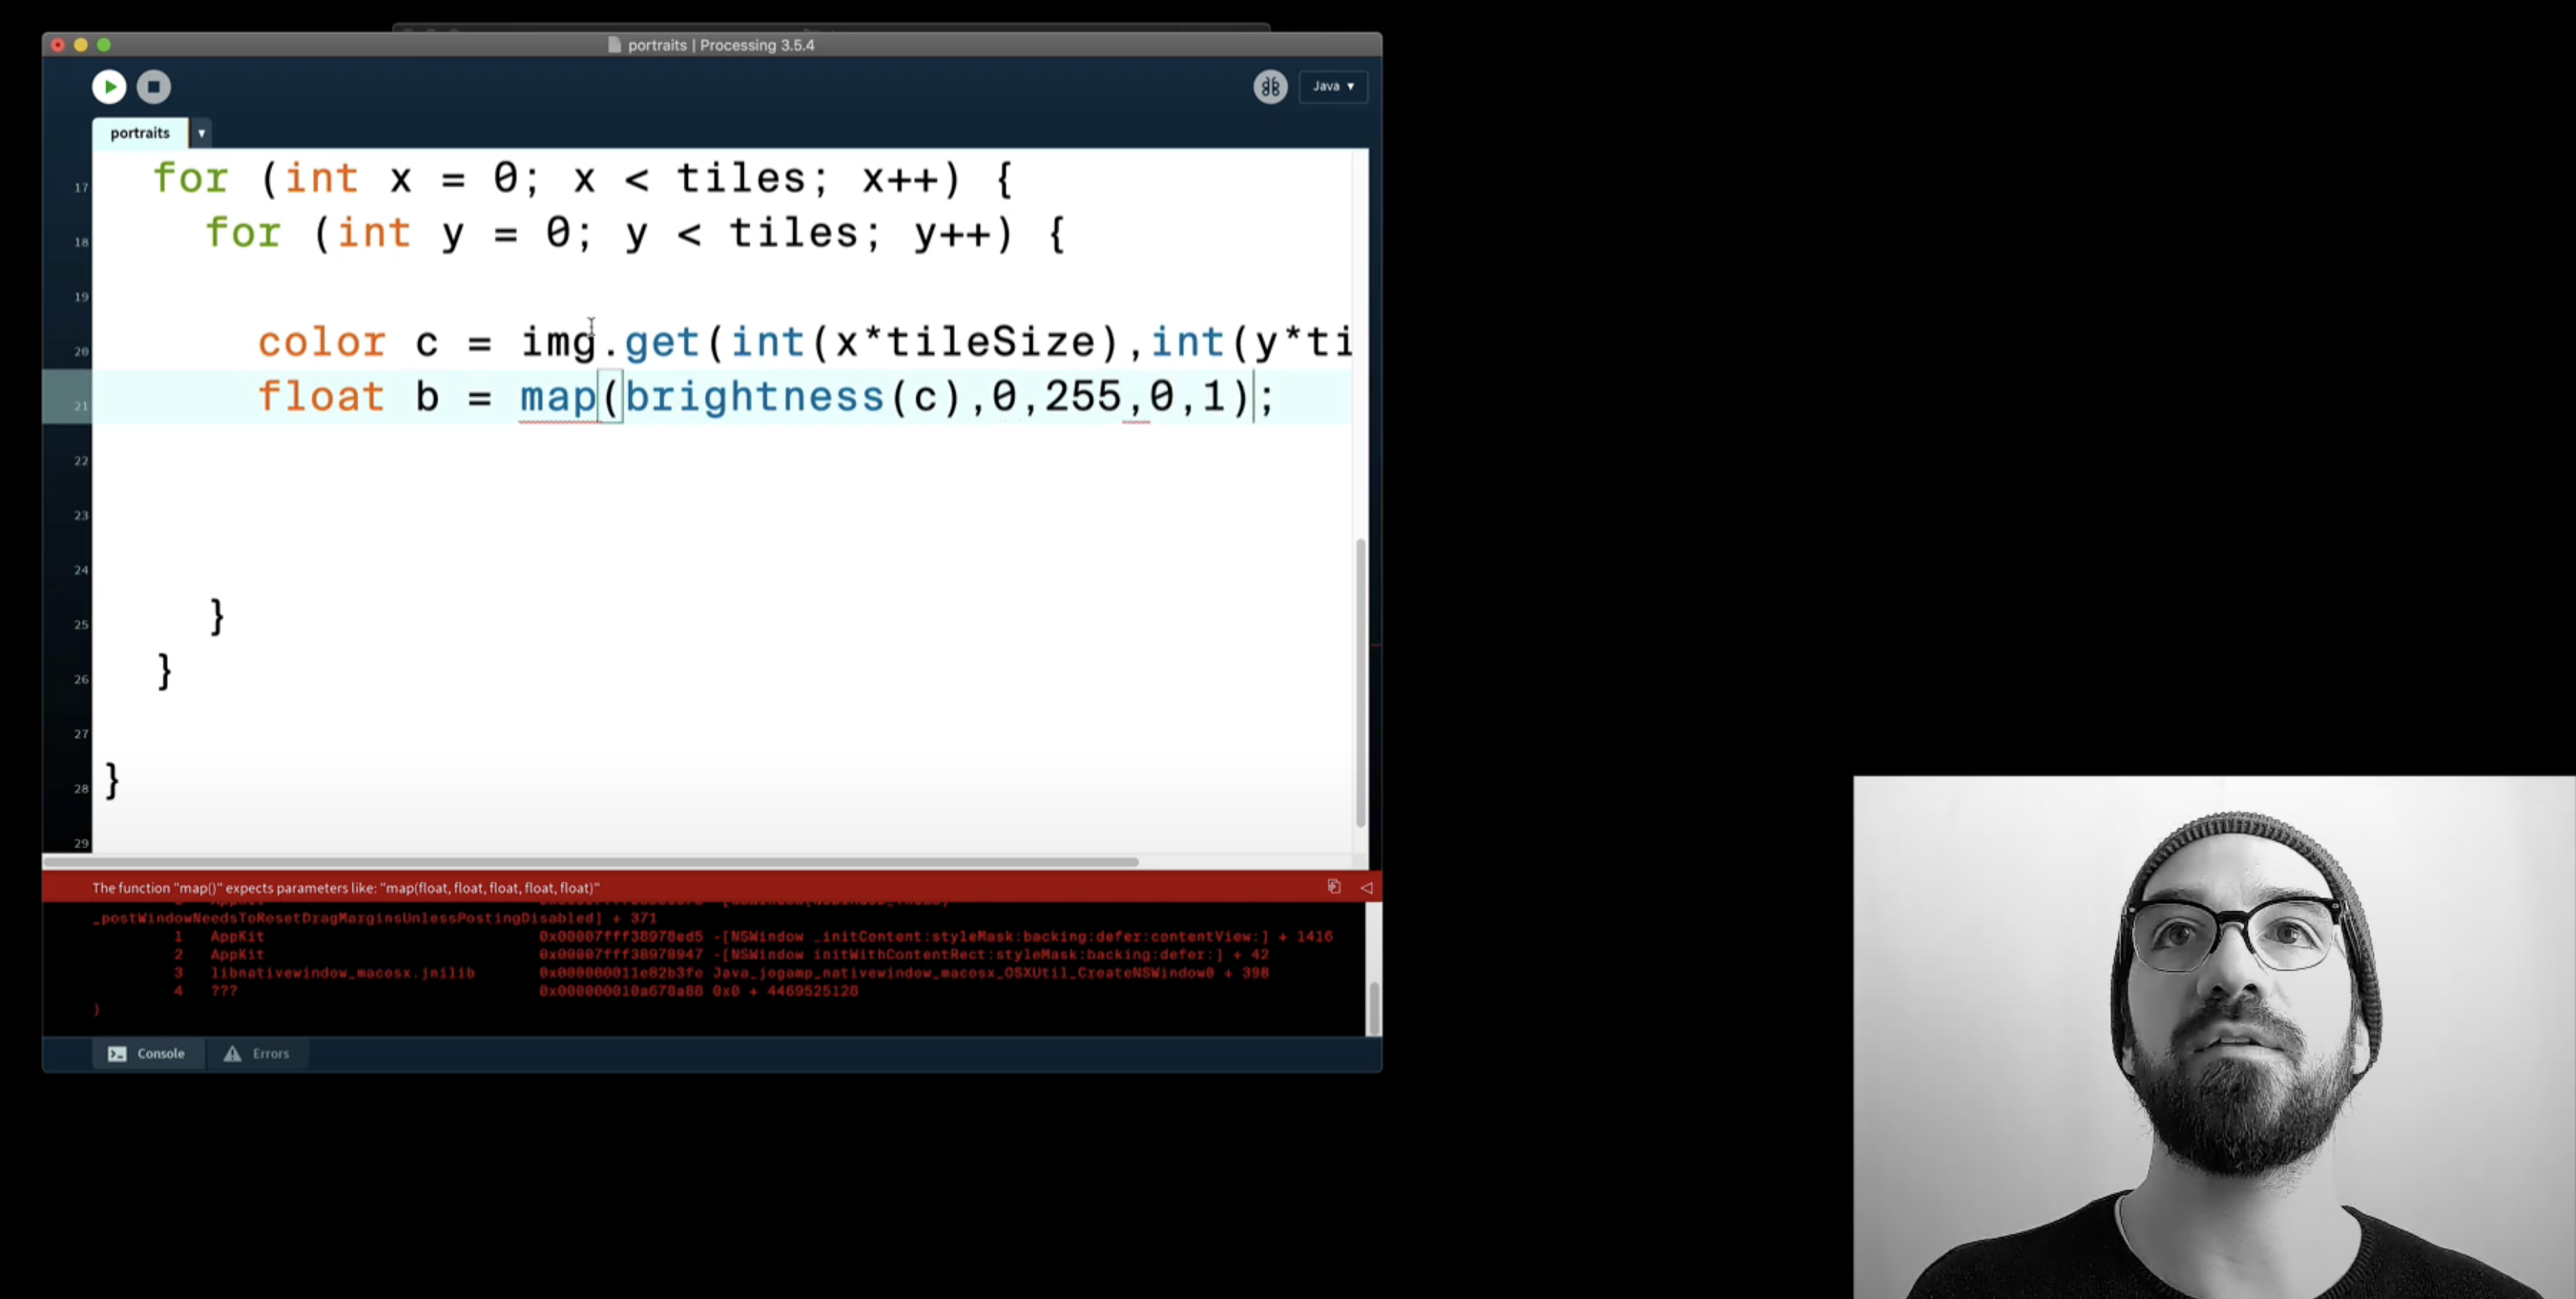 portraits | Processing 3.5.4
Java ▾
portraits
17 for (int x = 0; x < tiles; x++) {
18 for (int y = 0; y < tiles; y++) {
19
20 color c = img.get(int(x*tileSize),int(y*ti
21 float b = map(brightness(c),0,255,0,1);
22
23
24
25 }
26 }
27
28 }
29
The function "map()" expects parameters like: "map(float, float, float, float, float)"
_postWindowNeedsToResetDragMarginsUnlessPostingDisabled] + 371
1 AppKit 0x00007fff38978ed5 -[NSWindow _initContent:styleMask:backing:defer:contentView:] + 1416
2 AppKit 0x00007fff38978947 -[NSWindow initWithContentRect:styleMask:backing:defer:] + 42
3 libnativewindow_macosx.jnilib 0x000000011e82b3fe Java_jogamp_nativewindow_macosx_OSXUtil_CreateNSWindow0 + 398
4 ??? 0x000000010a678a88 0x0 + 4469525128
)
Console Errors